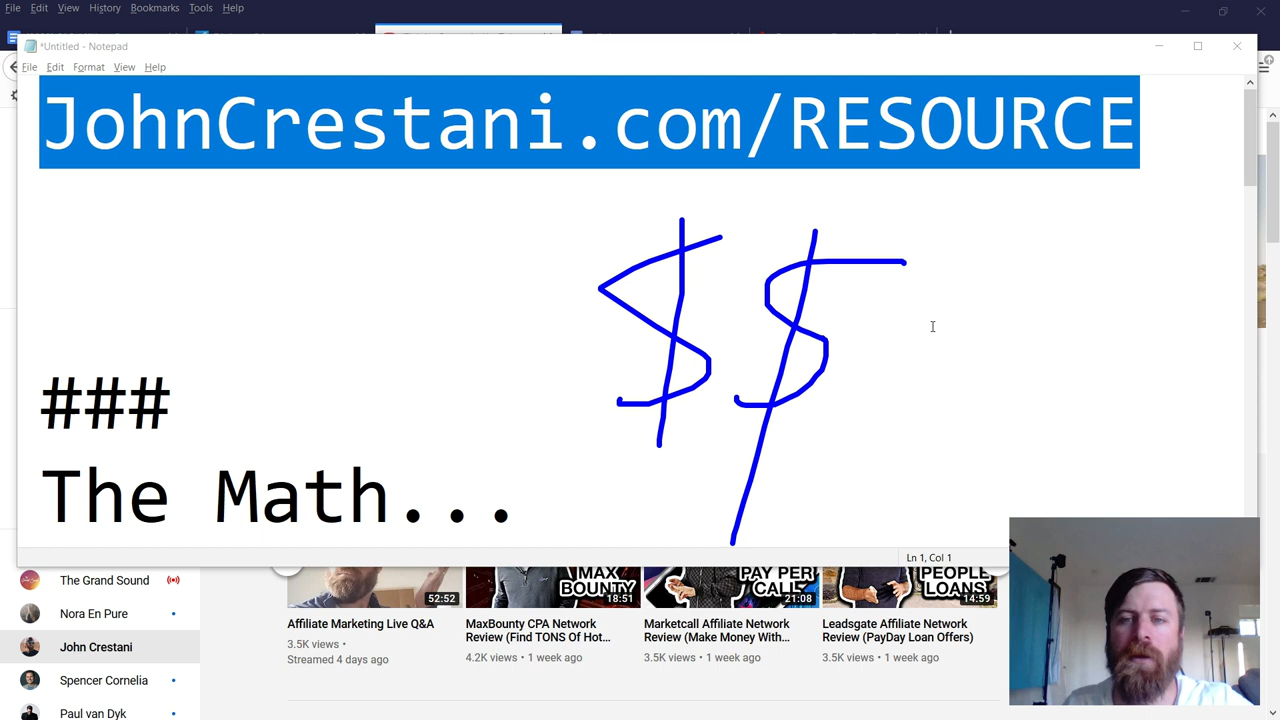 File Edit View History Bookmarks Tools Help
*Untitled - Notepad
File Edit Format View Help
JohnCrestani.com/RESOURCE
$$
###
The Math...
Ln 1, Col 1
The Grand Sound
Nora En Pure
John Crestani
Spencer Cornelia
Paul van Dyk
52:52
Affiliate Marketing Live Q&A
3.5K views •
Streamed 4 days ago
MAX
BOUNTY
18:51
MaxBounty CPA Network
Review (Find TONS Of Hot...
4.2K views • 1 week ago
PAY PER
CALL
21:08
Marketcall Affiliate Network
Review (Make Money With...
3.5K views • 1 week ago
PEOPLE
LOANS
14:59
Leadsgate Affiliate Network
Review (PayDay Loan Offers)
3.5K views • 1 week ago